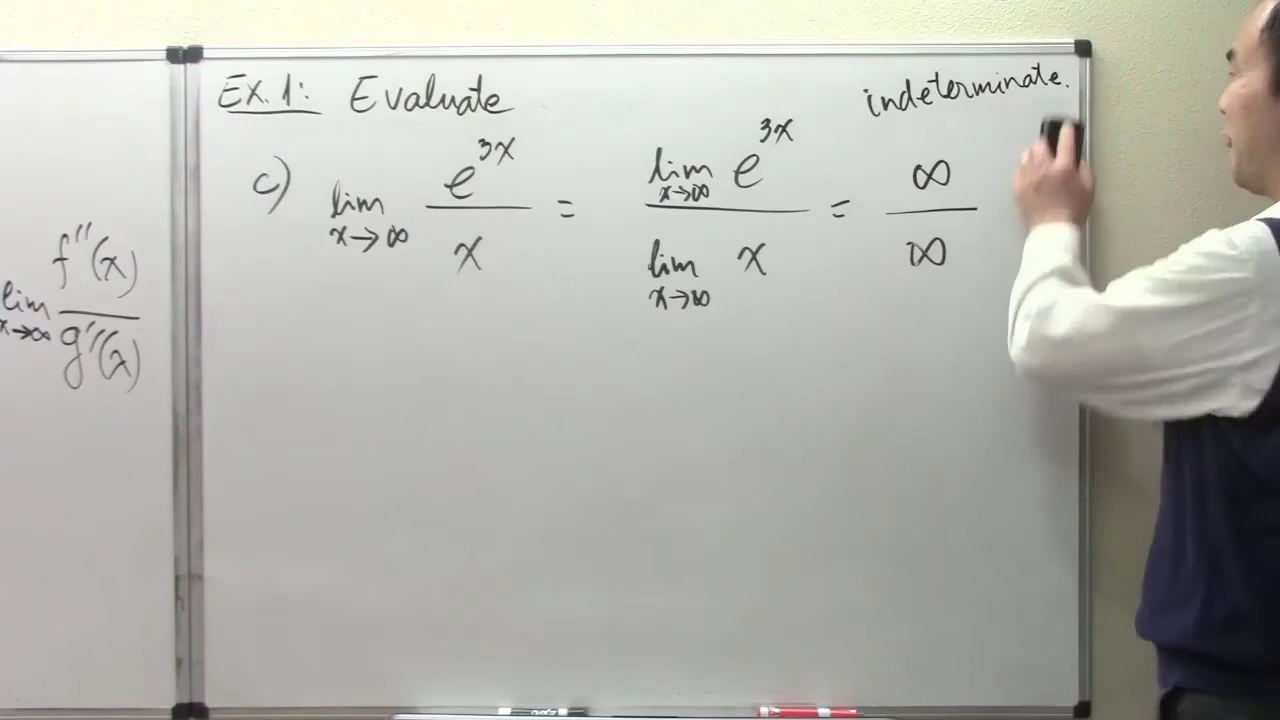 Ex. 1: Evaluate
indeterminate.
c) lim x→∞ e^{3x} / x = lim x→∞ e^{3x} / lim x→∞ x = ∞ / ∞
lim x→∞ f''(x) / g''(x)